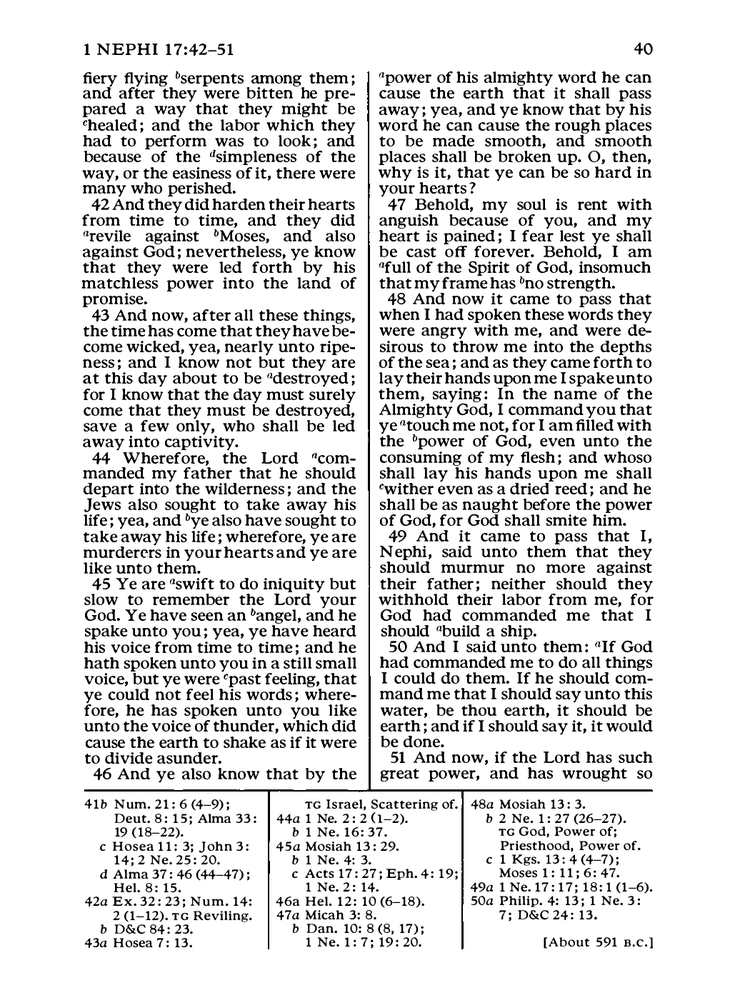 1 NEPHI 17:42–51
40
fiery flying bserpents among them;
and after they were bitten he pre-
pared a way that they might be
chealed; and the labor which they
had to perform was to look; and
because of the dsimpleness of the
way, or the easiness of it, there were
many who perished.
42 And they did harden their hearts
from time to time, and they did
arevile against bMoses, and also
against God; nevertheless, ye know
that they were led forth by his
matchless power into the land of
promise.
43 And now, after all these things,
the time has come that they have be-
come wicked, yea, nearly unto ripe-
ness; and I know not but they are
at this day about to be adestroyed;
for I know that the day must surely
come that they must be destroyed,
save a few only, who shall be led
away into captivity.
44 Wherefore, the Lord acom-
manded my father that he should
depart into the wilderness; and the
Jews also sought to take away his
life; yea, and bye also have sought to
take away his life; wherefore, ye are
murderers in your hearts and ye are
like unto them.
45 Ye are aswift to do iniquity but
slow to remember the Lord your
God. Ye have seen an bangel, and he
spake unto you; yea, ye have heard
his voice from time to time; and he
hath spoken unto you in a still small
voice, but ye were cpast feeling, that
ye could not feel his words; where-
fore, he has spoken unto you like
unto the voice of thunder, which did
cause the earth to shake as if it were
to divide asunder.
46 And ye also know that by the
apower of his almighty word he can
cause the earth that it shall pass
away; yea, and ye know that by his
word he can cause the rough places
to be made smooth, and smooth
places shall be broken up. O, then,
why is it, that ye can be so hard in
your hearts?
47 Behold, my soul is rent with
anguish because of you, and my
heart is pained; I fear lest ye shall
be cast off forever. Behold, I am
afull of the Spirit of God, insomuch
that my frame has bno strength.
48 And now it came to pass that
when I had spoken these words they
were angry with me, and were de-
sirous to throw me into the depths
of the sea; and as they came forth to
lay their hands upon me I spake unto
them, saying: In the name of the
Almighty God, I command you that
ye atouch me not, for I am filled with
the bpower of God, even unto the
consuming of my flesh; and whoso
shall lay his hands upon me shall
cwither even as a dried reed; and he
shall be as naught before the power
of God, for God shall smite him.
49 And it came to pass that I,
Nephi, said unto them that they
should murmur no more against
their father; neither should they
withhold their labor from me, for
God had commanded me that I
should abuild a ship.
50 And I said unto them: aIf God
had commanded me to do all things
I could do them. If he should com-
mand me that I should say unto this
water, be thou earth, it should be
earth; and if I should say it, it would
be done.
51 And now, if the Lord has such
great power, and has wrought so
41b Num. 21: 6 (4–9);
Deut. 8: 15; Alma 33:
19 (18–22).
c Hosea 11: 3; John 3:
14; 2 Ne. 25: 20.
d Alma 37: 46 (44–47);
Hel. 8: 15.
42a Ex. 32: 23; Num. 14:
2 (1–12). TG Reviling.
b D&C 84: 23.
43a Hosea 7: 13.
TG Israel, Scattering of.
44a 1 Ne. 2: 2 (1–2).
b 1 Ne. 16: 37.
45a Mosiah 13: 29.
b 1 Ne. 4: 3.
c Acts 17: 27; Eph. 4: 19;
1 Ne. 2: 14.
46a Hel. 12: 10 (6–18).
47a Micah 3: 8.
b Dan. 10: 8 (8, 17);
1 Ne. 1: 7; 19: 20.
48a Mosiah 13: 3.
b 2 Ne. 1: 27 (26–27).
TG God, Power of;
Priesthood, Power of.
c 1 Kgs. 13: 4 (4–7);
Moses 1: 11; 6: 47.
49a 1 Ne. 17: 17; 18: 1 (1–6).
50a Philip. 4: 13; 1 Ne. 3:
7; D&C 24: 13.
[About 591 B.C.]